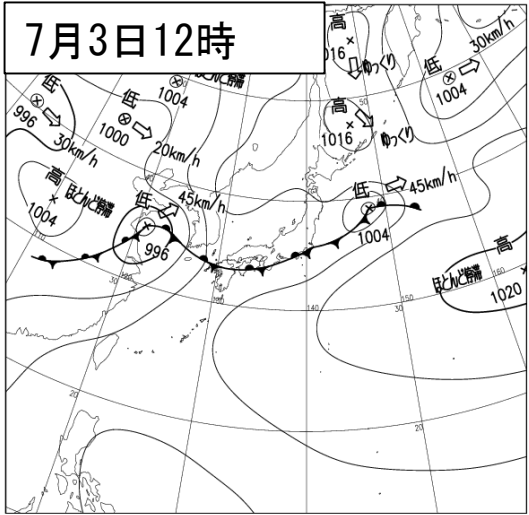 7月3日12時
高
1016
ゆっくり
低
1004
30km/h
低
996
30km/h
低
1000
20km/h
1004
ほとんど停滞
高
1016
ゆっくり
50
高
1004
ほとんど停滞
低
996
45km/h
低
1004
45km/h
高
1020
ほとんど停滞
30
140
150
160
30
20
20